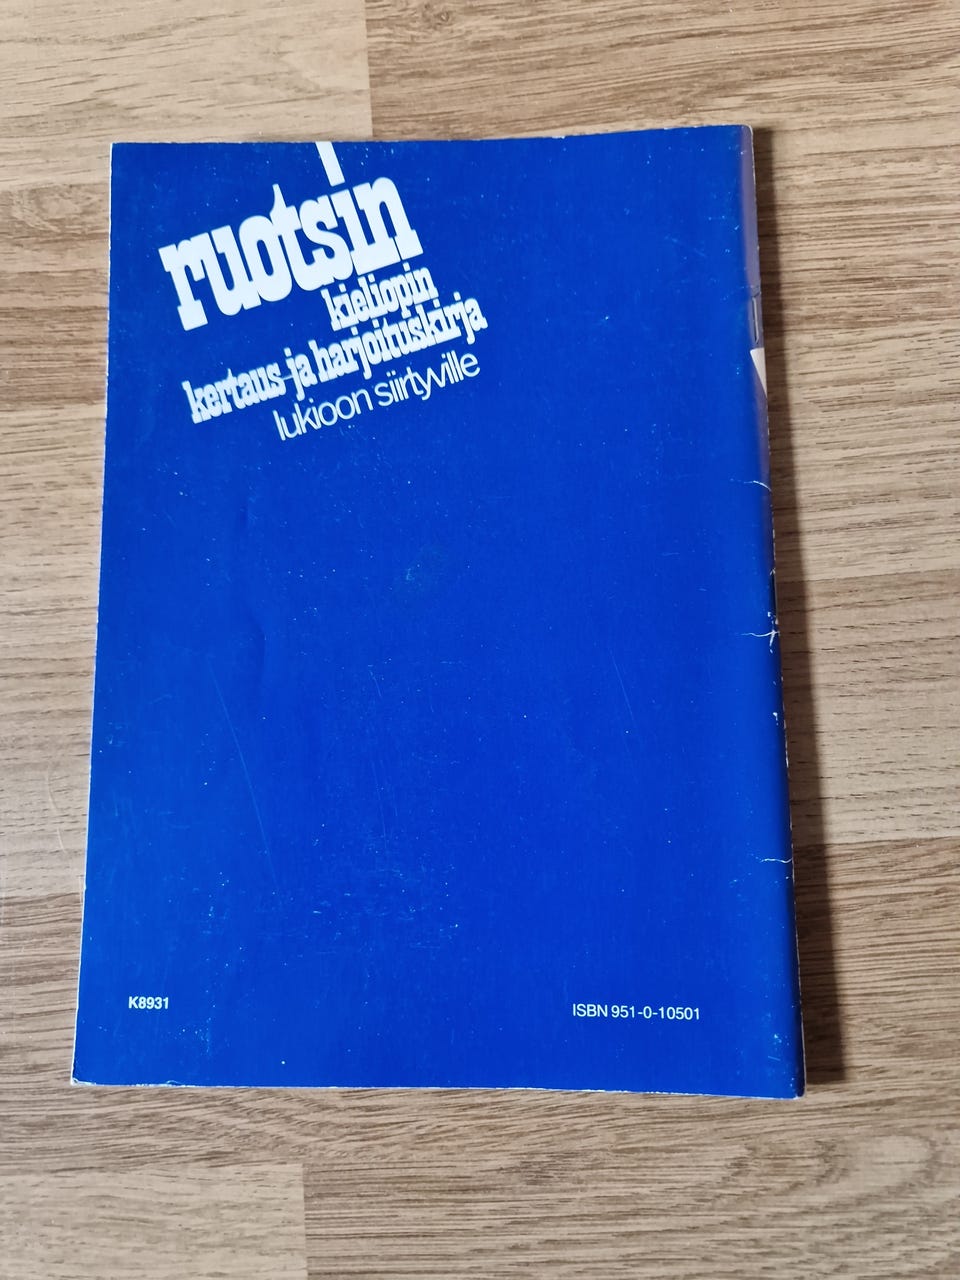 ruotsin
kieliopin
kertaus- ja harjoituskirja
lukioon siirtyville
K8931
ISBN 951-0-10501